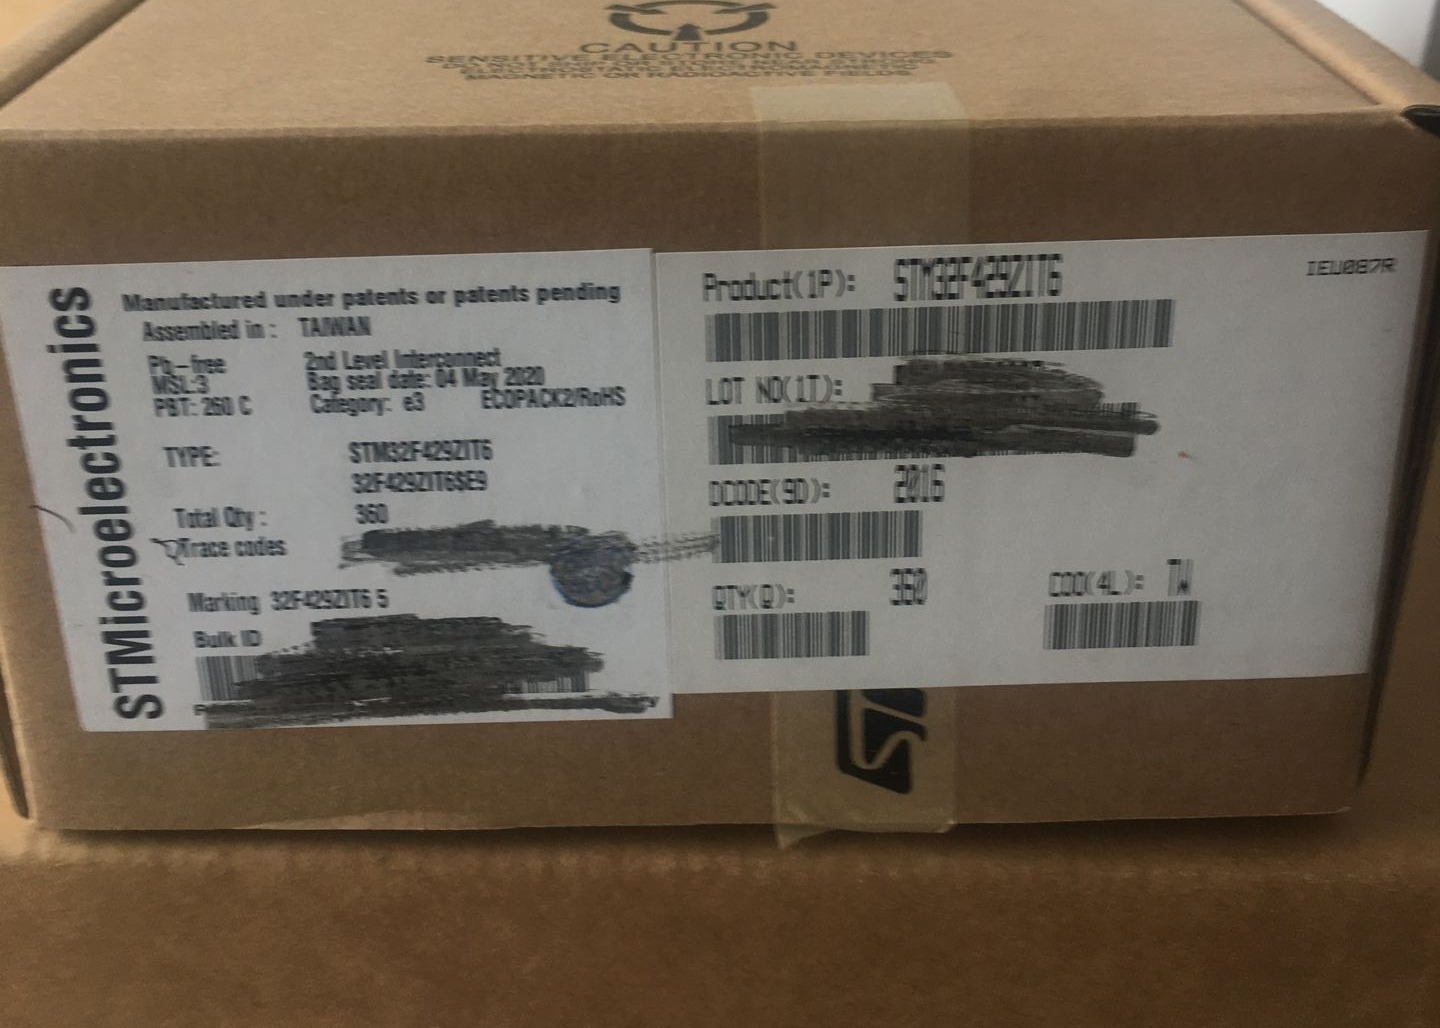 CAUTION
SENSITIVE ELECTRONIC DEVICES
MAGNETIC OR RADIOACTIVE FIELDS
STMicroelectronics
Manufactured under patents or patents pending
Assembled in : TAIWAN
Pb-free 2nd Level Interconnect
MSL:3 Bag seal date: 04 May 2020
PBT: 260 C Category: e3 ECOPACK2/RoHS
TYPE: STM32F429ZIT6
32F429ZIT6$E9
Total Qty : 360
Trace codes
Marking 32F429ZIT6 5
Bulk ID
Product(1P): STM32F429ZIT6
IEU087R
LOT NO(1T):
DCODE(9D): 2016
QTY(Q): 360 COO(4L): TW